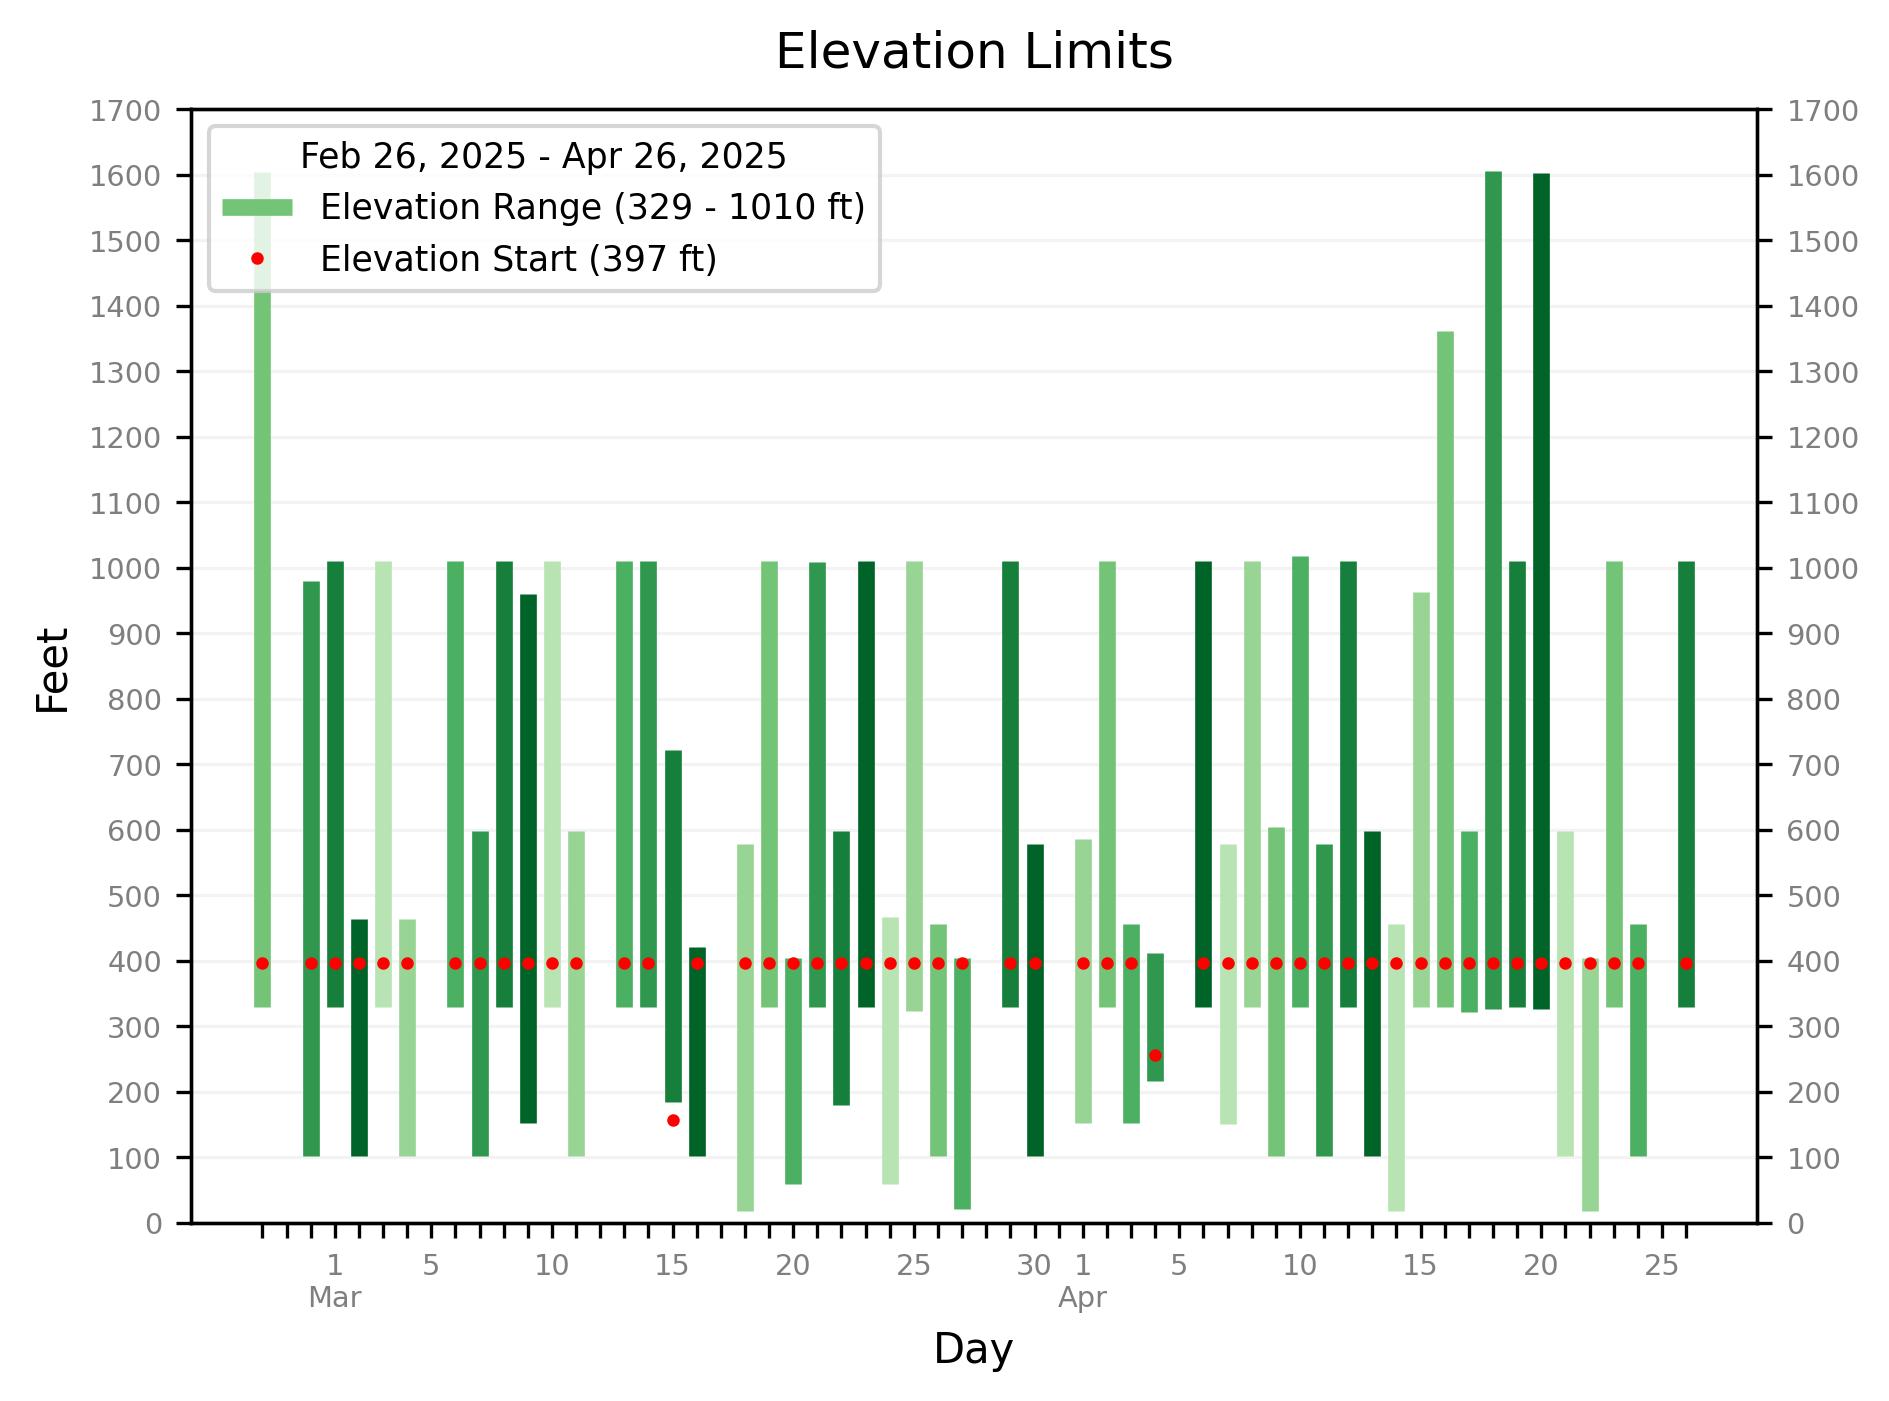 Elevation Limits
Feb 26, 2025 - Apr 26, 2025
Elevation Range (329 - 1010 ft)
Elevation Start (397 ft)
1700 1700
1600 1600
1500 1500
1400 1400
1300 1300
1200 1200
1100 1100
1000 1000
900 900
800 800
700 700
600 600
500 500
400 400
300 300
200 200
100 100
0 0
Feet
1 5 10 15 20 25 30 1 5 10 15 20 25
Mar Apr
Day